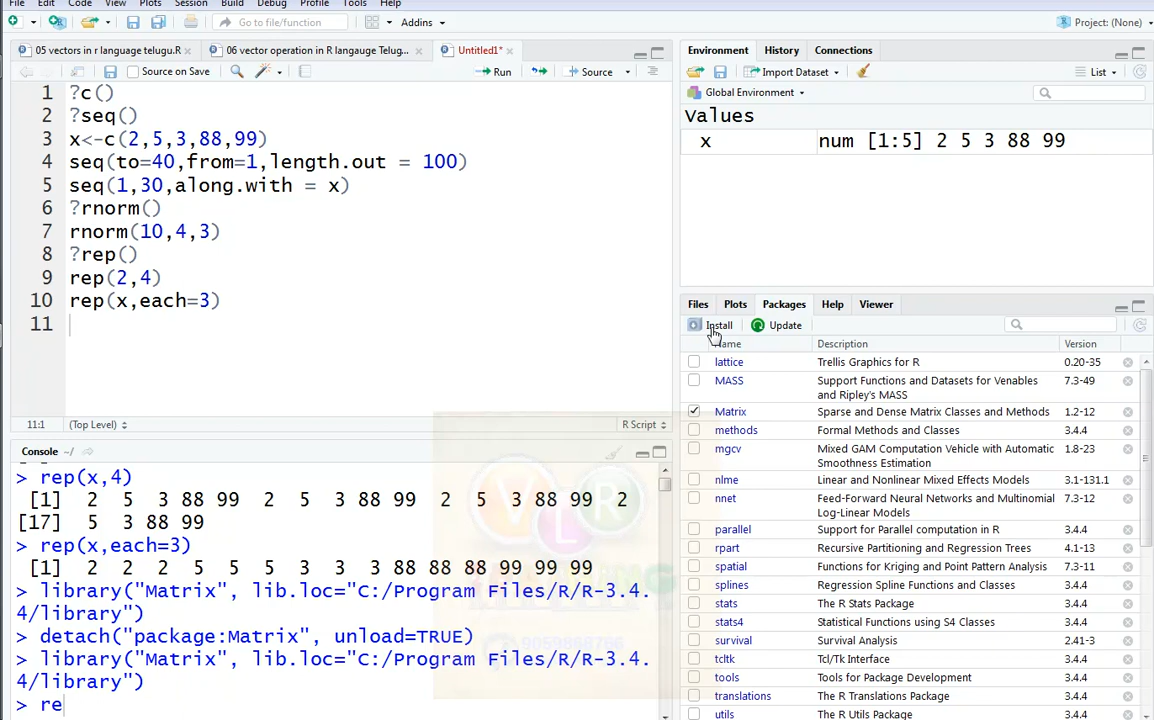 File Edit Code View Plots Session Build Debug Profile Tools Help
Go to file/function Addins Project: (None)
05 vectors in r language telugu.R 06 vector operation in R langauge Telug... Untitled1*
Source on Save Run Source
1 ?c()
2 ?seq()
3 x<-c(2,5,3,88,99)
4 seq(to=40,from=1,length.out = 100)
5 seq(1,30,along.with = x)
6 ?rnorm()
7 rnorm(10,4,3)
8 ?rep()
9 rep(2,4)
10 rep(x,each=3)
11
11:1 (Top Level) R Script
Console ~/
> rep(x,4)
[1] 2 5 3 88 99 2 5 3 88 99 2 5 3 88 99 2
[17] 5 3 88 99
> rep(x,each=3)
[1] 2 2 2 5 5 5 3 3 3 88 88 88 99 99 99
> library("Matrix", lib.loc="C:/Program Files/R/R-3.4.
4/library")
> detach("package:Matrix", unload=TRUE)
> library("Matrix", lib.loc="C:/Program Files/R/R-3.4.
4/library")
> re
Environment History Connections
Import Dataset List
Global Environment
Values
x num [1:5] 2 5 3 88 99
Files Plots Packages Help Viewer
Install Update
Name Description Version
lattice Trellis Graphics for R 0.20-35
MASS Support Functions and Datasets for Venables and Ripley's MASS 7.3-49
Matrix Sparse and Dense Matrix Classes and Methods 1.2-12
methods Formal Methods and Classes 3.4.4
mgcv Mixed GAM Computation Vehicle with Automatic Smoothness Estimation 1.8-23
nlme Linear and Nonlinear Mixed Effects Models 3.1-131.1
nnet Feed-Forward Neural Networks and Multinomial Log-Linear Models 7.3-12
parallel Support for Parallel computation in R 3.4.4
rpart Recursive Partitioning and Regression Trees 4.1-13
spatial Functions for Kriging and Point Pattern Analysis 7.3-11
splines Regression Spline Functions and Classes 3.4.4
stats The R Stats Package 3.4.4
stats4 Statistical Functions using S4 Classes 3.4.4
survival Survival Analysis 2.41-3
tcltk Tcl/Tk Interface 3.4.4
tools Tools for Package Development 3.4.4
translations The R Translations Package 3.4.4
utils The R Utils Package 3.4.4
VLR